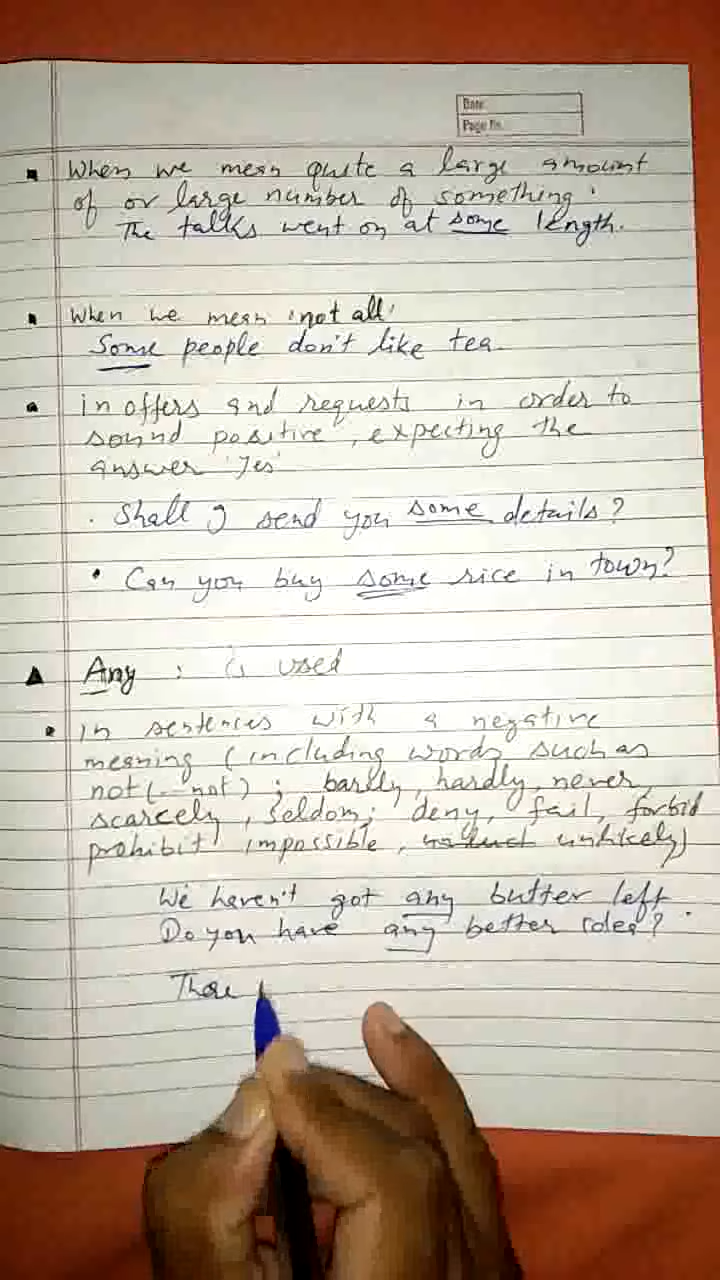 Date
Page No.
When we mean quite a large amount
of or large number of something.
The talks went on at some length.
When we mean 'not all'
Some people don't like tea
in offers and requests in order to
sound positive, expecting the
answer 'Yes'
Shall I send you some details?
Can you buy some rice in town?
Any : is used
in sentences with a negative
meaning (including words such as
not (...not) ; barly, hardly, never,
scarcely, seldom; deny, fail, forbid
prohibit impossible, unlikely)
We haven't got any butter left.
Do you have any better idea?
There